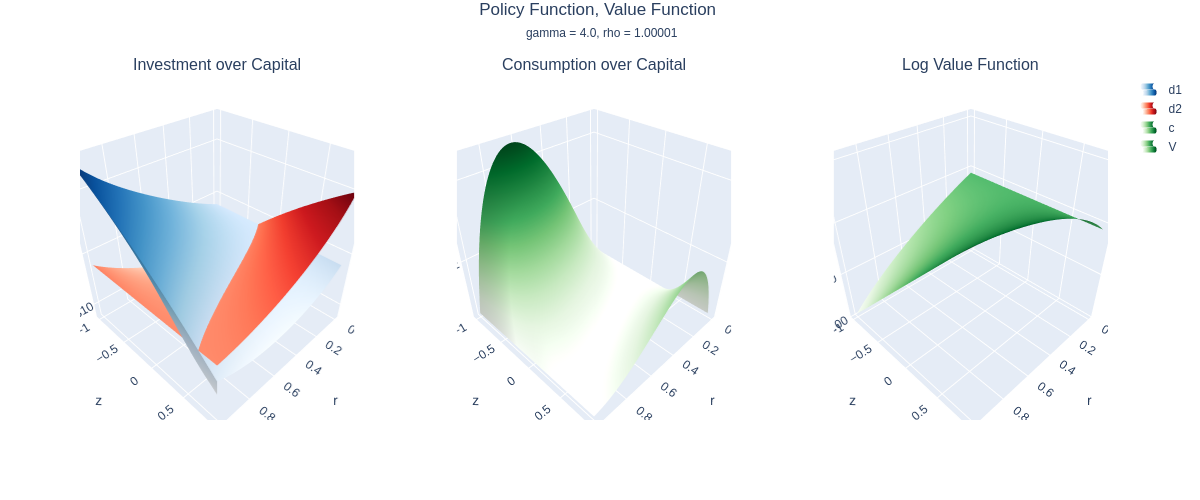 Policy Function, Value Function
gamma = 4.0, rho = 1.00001
Investment over Capital
Consumption over Capital
Log Value Function
d1
d2
c
V
−1
−0.5
0
0.5
z
0
0.2
0.4
0.6
0.8
r
−1
−0.5
0
0.5
z
0
0.2
0.4
0.6
0.8
r
−0.5
0
0.5
z
0
0.2
0.4
0.6
0.8
r